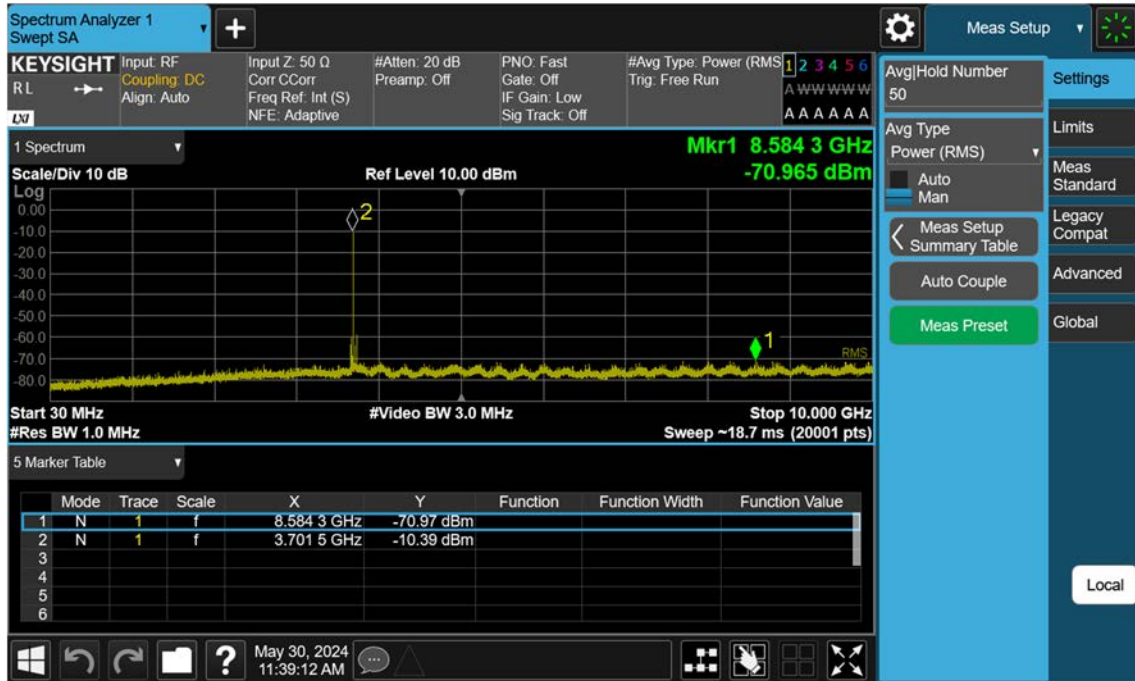 Spectrum Analyzer 1
Swept SA
+
Meas Setup
KEYSIGHT
R L
LXI
Input: RF
Coupling: DC
Align: Auto
Input Z: 50 Ω
Corr CCorr
Freq Ref: Int (S)
NFE: Adaptive
#Atten: 20 dB
Preamp: Off
PNO: Fast
Gate: Off
IF Gain: Low
Sig Track: Off
#Avg Type: Power (RMS)
Trig: Free Run
1 2 3 4 5 6
A W W W W W
A A A A A A
Avg|Hold Number
50
Avg Type
Power (RMS)
Auto
Man
Meas Setup
Summary Table
Auto Couple
Meas Preset
Settings
Limits
Meas
Standard
Legacy
Compat
Advanced
Global
Local
1 Spectrum
Mkr1 8.584 3 GHz
-70.965 dBm
Scale/Div 10 dB
Ref Level 10.00 dBm
Log
0.00
-10.0
-20.0
-30.0
-40.0
-50.0
-60.0
-70.0
-80.0
2
1
RMS
Start 30 MHz
#Video BW 3.0 MHz
Stop 10.000 GHz
#Res BW 1.0 MHz
Sweep ~18.7 ms (20001 pts)
5 Marker Table
Mode Trace Scale X Y Function Function Width Function Value
1 N 1 f 8.584 3 GHz -70.97 dBm
2 N 1 f 3.701 5 GHz -10.39 dBm
3
4
5
6
?
May 30, 2024
11:39:12 AM